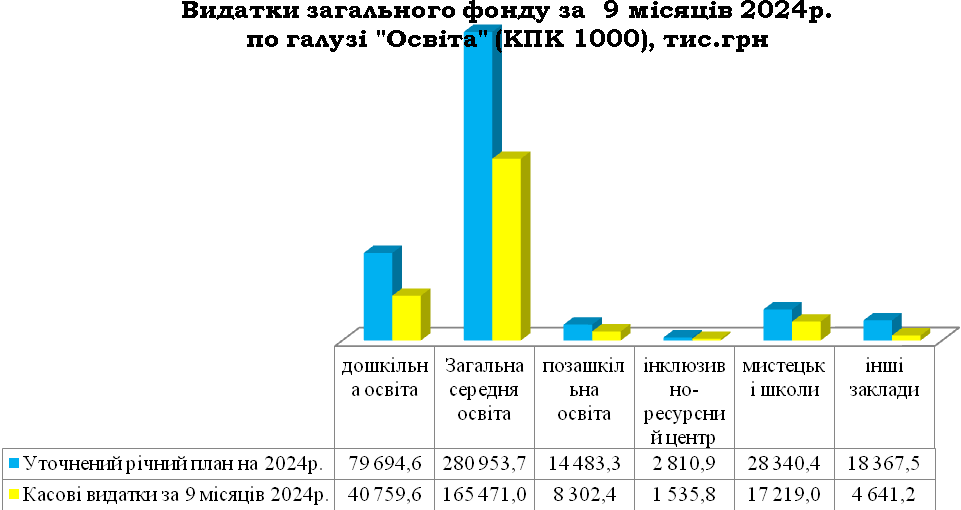 Видатки загального фонду за 9 місяців 2024р.
по галузі "Освіта" (КПК 1000), тис.грн
дошкільн
а освіта
Загальна
середня
освіта
позашкіл
ьна
освіта
інклюзив
но-
ресурсни
й центр
мистецьк
і школи
інші
заклади
Уточнений річний план на 2024р. 79 694,6 280 953,7 14 483,3 2 810,9 28 340,4 18 367,5
Касові видатки за 9 місяців 2024р. 40 759,6 165 471,0 8 302,4 1 535,8 17 219,0 4 641,2